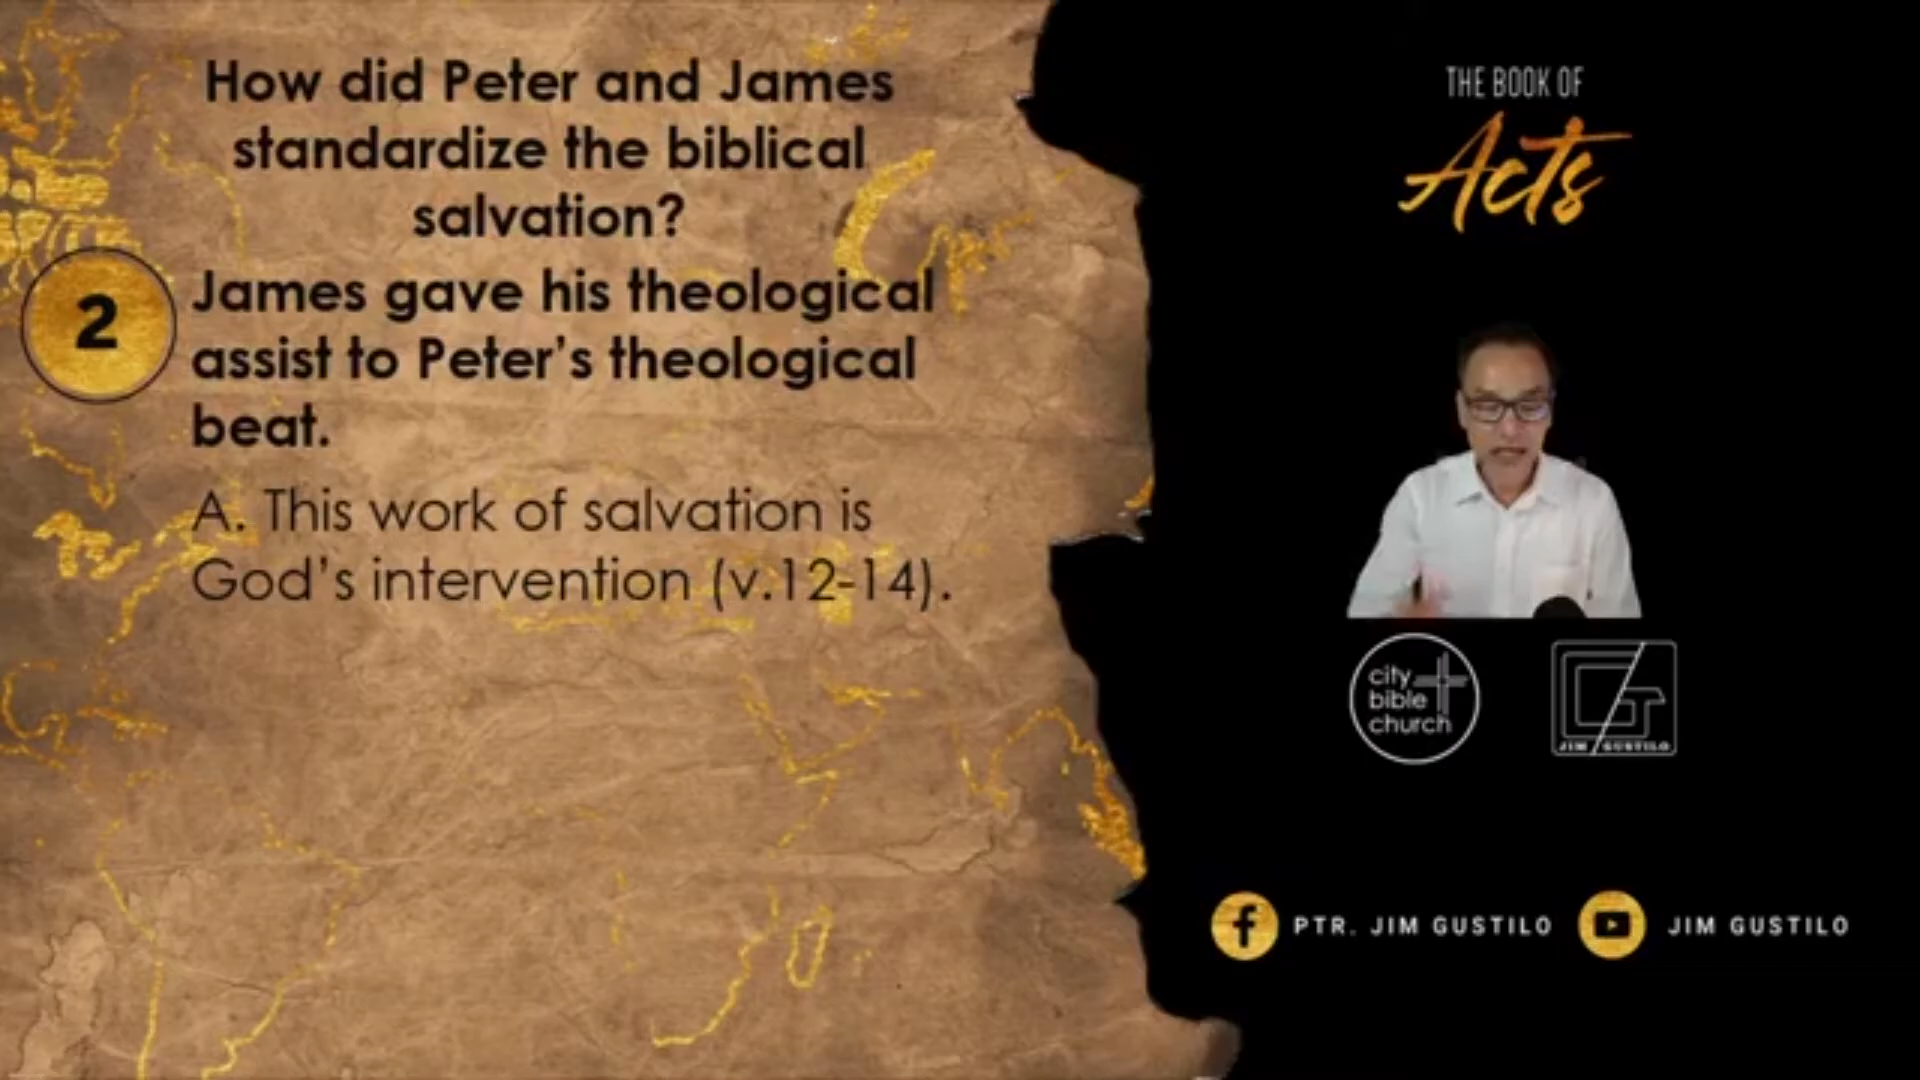 How did Peter and James
standardize the biblical
salvation?
2
James gave his theological
assist to Peter's theological
beat.
A. This work of salvation is
God's intervention (v.12-14).
THE BOOK OF
Acts
city
bible
church
JIM GUSTILO
PTR. JIM GUSTILO
JIM GUSTILO